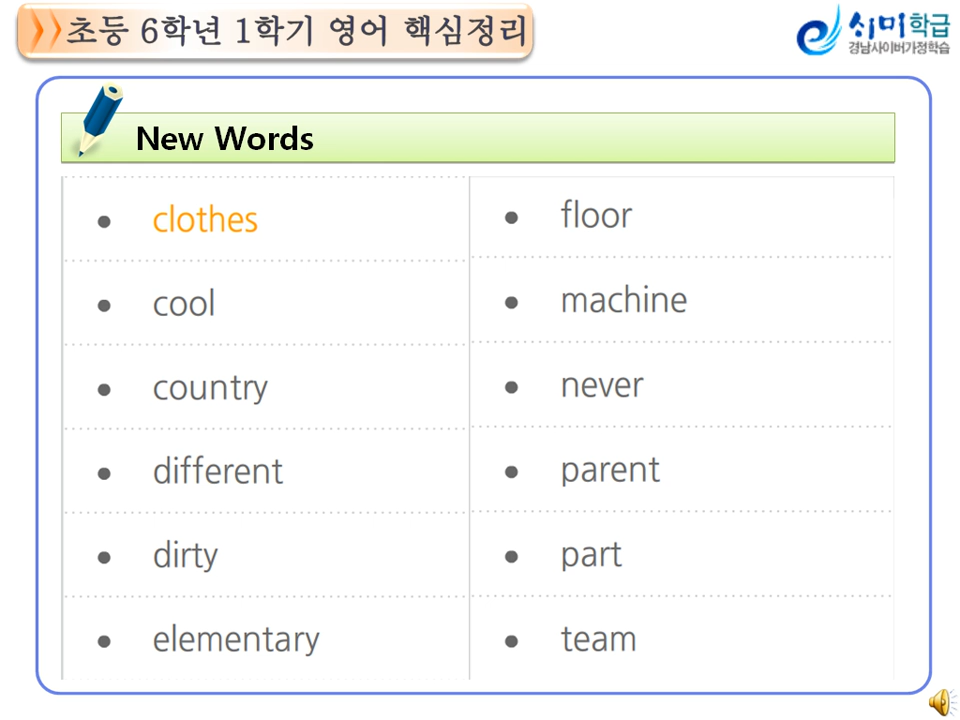 초등 6학년 1학기 영어 핵심정리
쉬미학급
경남사이버가정학습
New Words
• clothes
• cool
• country
• different
• dirty
• elementary
• floor
• machine
• never
• parent
• part
• team